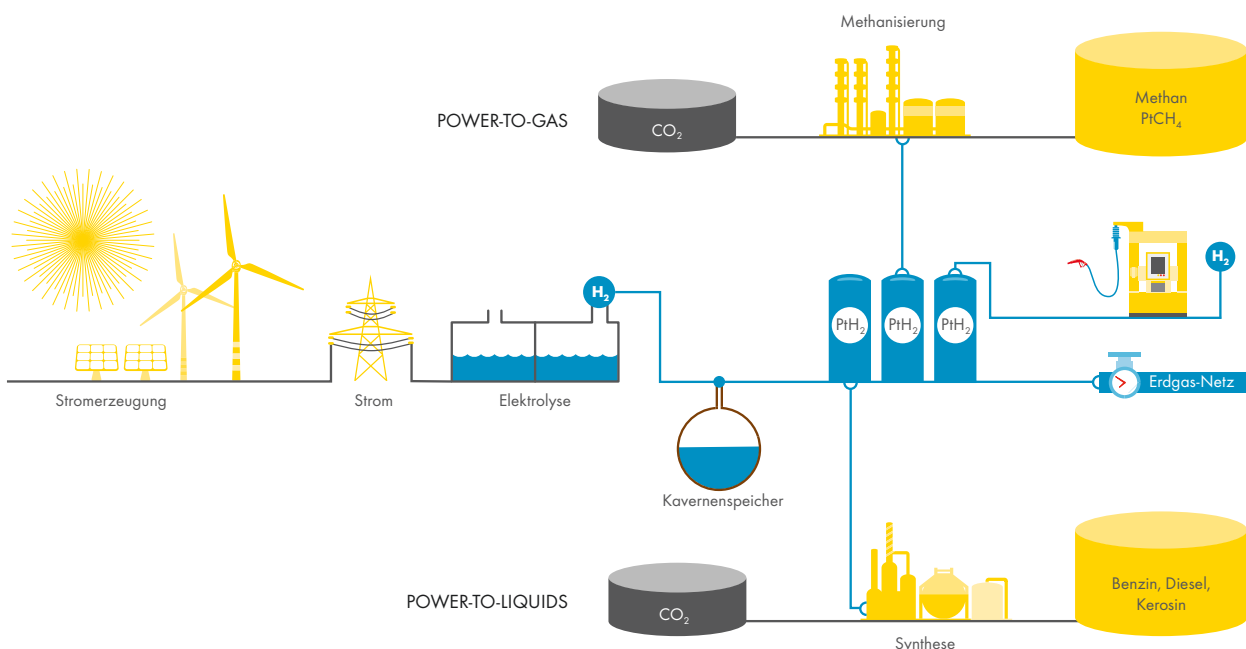 Methanisierung
POWER-TO-GAS
CO₂
Methan
PtCH₄
H₂
H₂
PtH₂
PtH₂
PtH₂
Stromerzeugung
Strom
Elektrolyse
Erdgas-Netz
Kavernenspeicher
POWER-TO-LIQUIDS
CO₂
Benzin, Diesel,
Kerosin
Synthese